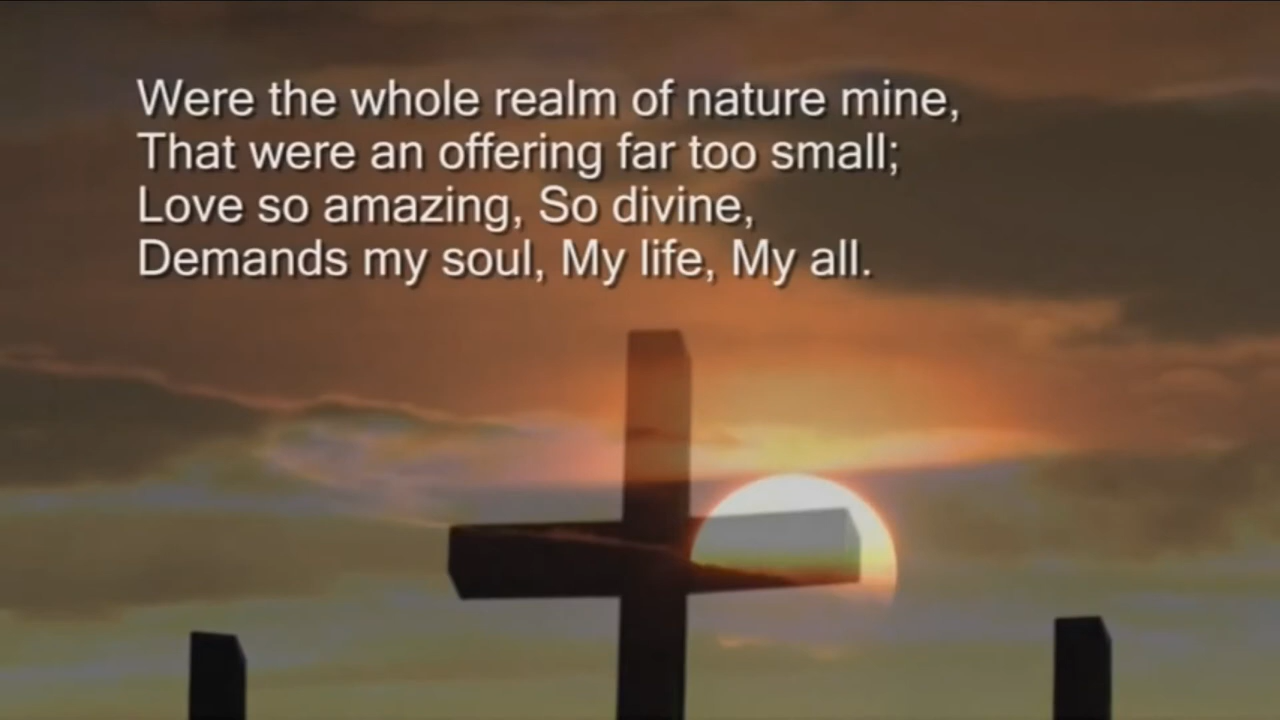 Were the whole realm of nature mine,
That were an offering far too small;
Love so amazing, So divine,
Demands my soul, My life, My all.